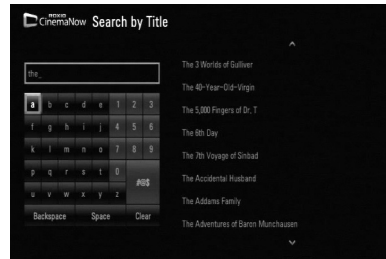 ROXIO
CinemaNow Search by Title
the_
a b c d e 1 2 3
f g h i j 4 5 6
k l m n o 7 8 9
p q r s t 0
#@$
u v w x y z
Backspace Space Clear
The 3 Worlds of Gulliver
The 40-Year-Old-Virgin
The 5,000 Fingers of Dr. T
The 6th Day
The 7th Voyage of Sinbad
The Accidental Husband
The Addams Family
The Adventures of Baron Munchausen